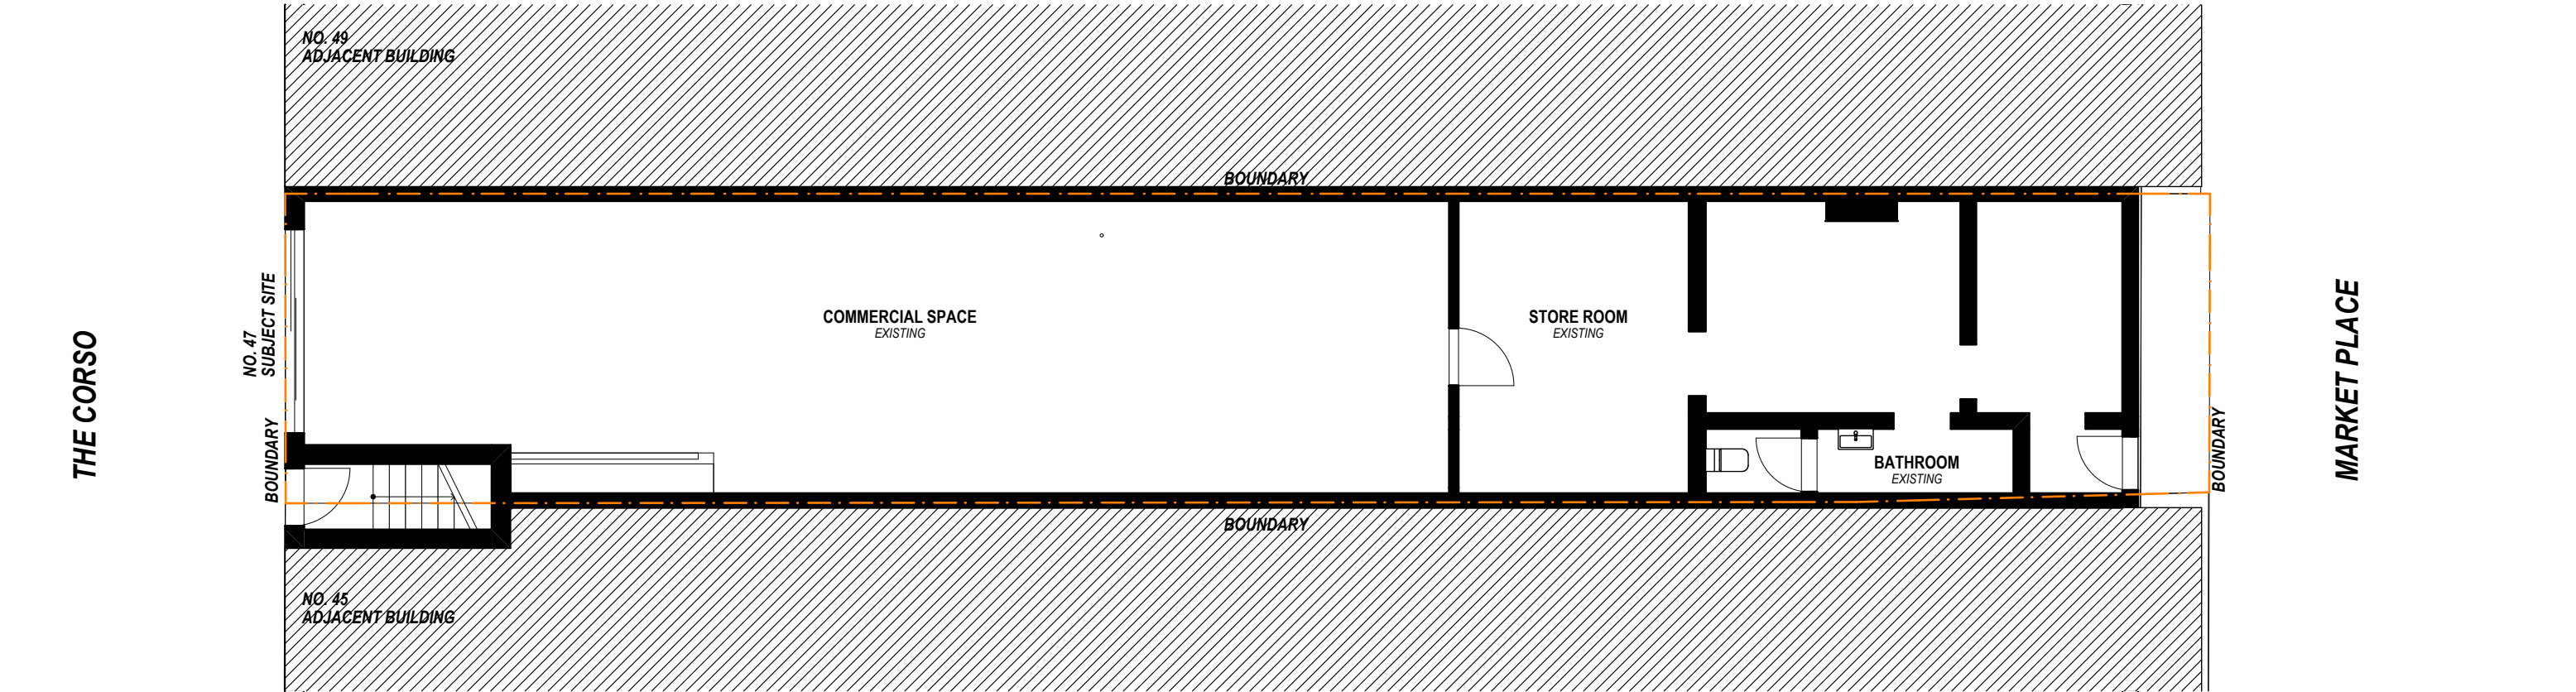 NO. 49
ADJACENT BUILDING
BOUNDARY
THE CORSO
NO. 47
SUBJECT SITE
BOUNDARY
COMMERCIAL SPACE
EXISTING
STORE ROOM
EXISTING
BATHROOM
EXISTING
BOUNDARY
MARKET PLACE
BOUNDARY
NO. 45
ADJACENT BUILDING